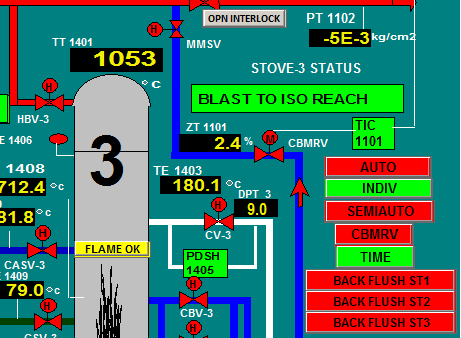 OPN INTERLOCK
PT 1102
-5E-3 kg/cm2
TT 1401
MMSV
1053 °C
STOVE-3 STATUS
BLAST TO ISO REACH
HBV-3
ZT 1101
TIC
1101
2.4 %
CBMRV
M
E 1406
3
1408
TE 1403
AUTO
712.4 °C
180.1 °C
DPT 3
INDIV
9.0
SEMIAUTO
31.8 °C
CV-3
CBMRV
FLAME OK
PDSH
1405
TIME
CASV-3
E 1409
BACK FLUSH ST1
79.0 °C
BACK FLUSH ST2
CBV-3
BACK FLUSH ST3
GSV-3
H
H
H
H
H
H
H